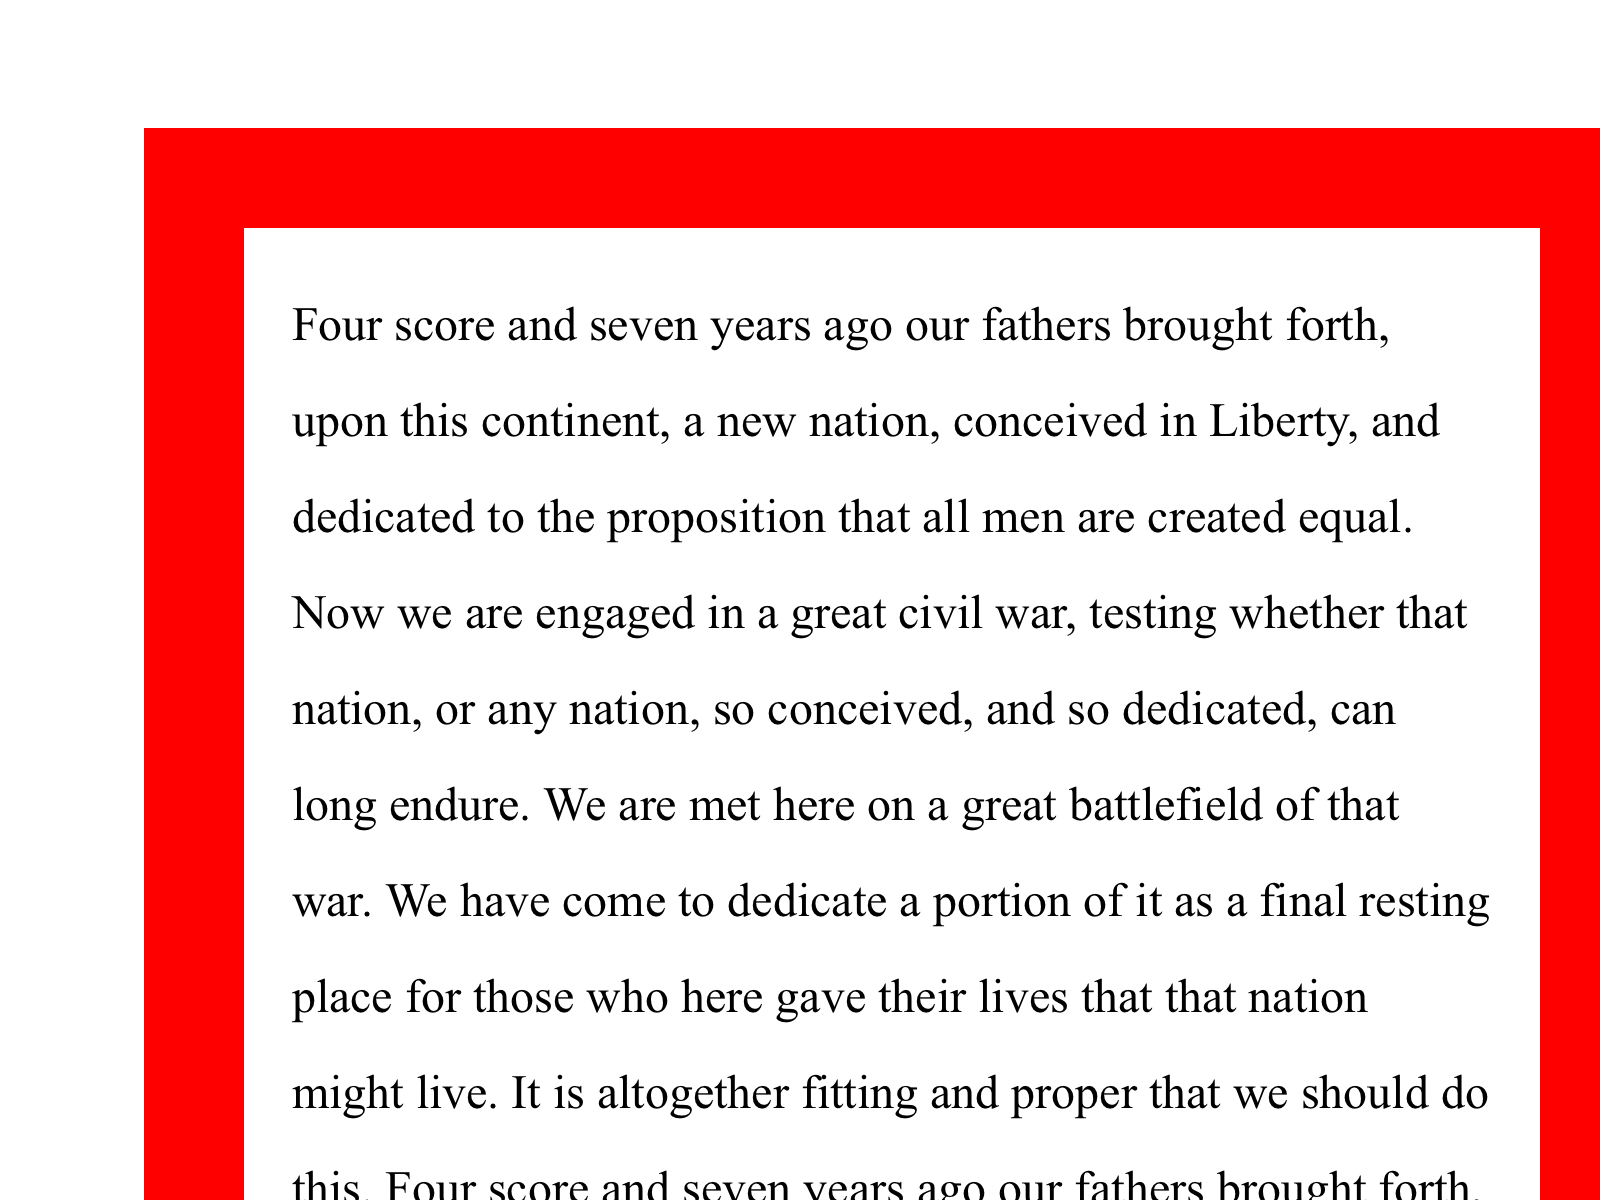 Four score and seven years ago our fathers brought forth,
upon this continent, a new nation, conceived in Liberty, and
dedicated to the proposition that all men are created equal.
Now we are engaged in a great civil war, testing whether that
nation, or any nation, so conceived, and so dedicated, can
long endure. We are met here on a great battlefield of that
war. We have come to dedicate a portion of it as a final resting
place for those who here gave their lives that that nation
might live. It is altogether fitting and proper that we should do
this. Four score and seven years ago our fathers brought forth,